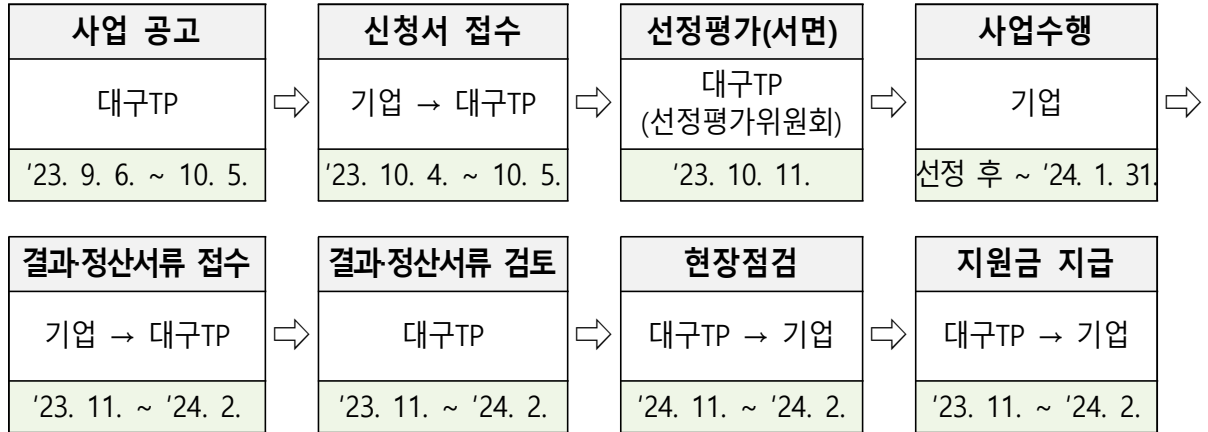 사업 공고
대구TP
'23. 9. 6. ~ 10. 5.
⇨
신청서 접수
기업 → 대구TP
'23. 10. 4. ~ 10. 5.
⇨
선정평가(서면)
대구TP
(선정평가위원회)
'23. 10. 11.
⇨
사업수행
기업
선정 후 ~ '24. 1. 31.
⇨
결과·정산서류 접수
기업 → 대구TP
'23. 11. ~ '24. 2.
⇨
결과·정산서류 검토
대구TP
'23. 11. ~ '24. 2.
⇨
현장점검
대구TP → 기업
'24. 11. ~ '24. 2.
⇨
지원금 지급
대구TP → 기업
'23. 11. ~ '24. 2.